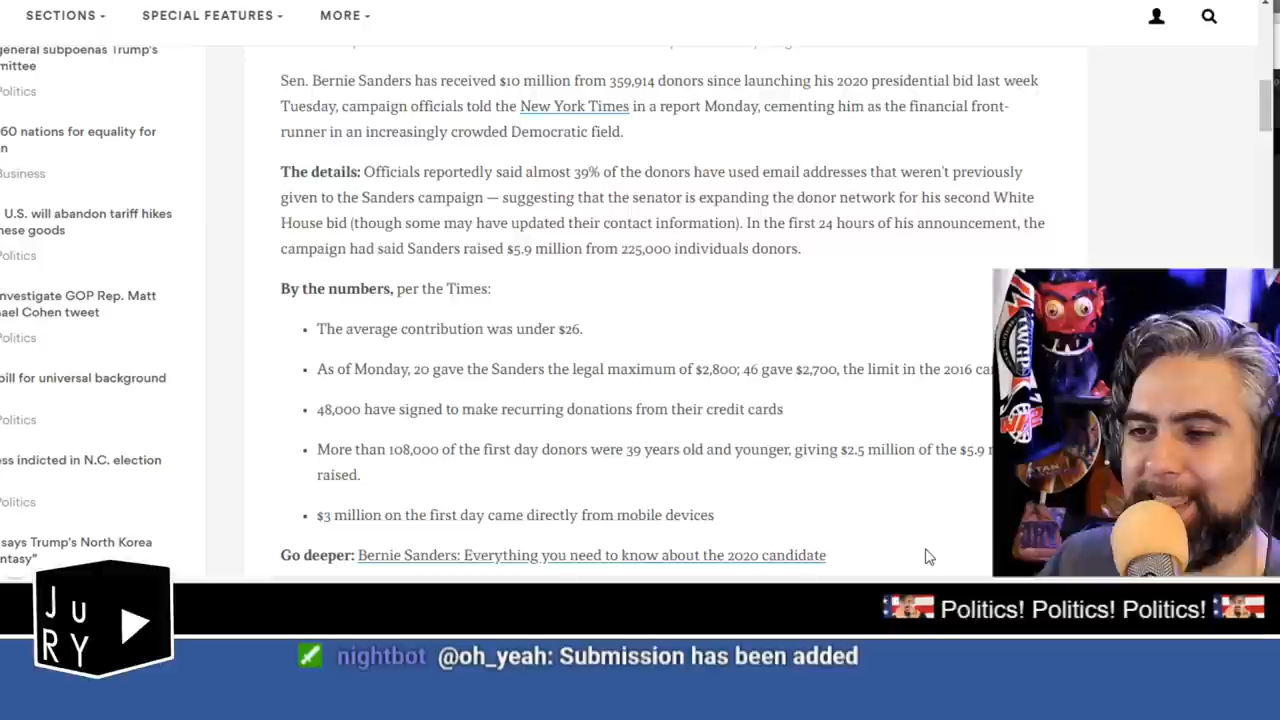 SECTIONS
SPECIAL FEATURES
MORE
general subpoenas Trump's
mittee
Politics
60 nations for equality for
n
Business
U.S. will abandon tariff hikes
nese goods
Politics
nvestigate GOP Rep. Matt
ael Cohen tweet
Politics
bill for universal background
Politics
ess indicted in N.C. election
Politics
says Trump's North Korea
ntasy"
Sen. Bernie Sanders has received $10 million from 359,914 donors since launching his 2020 presidential bid last week
Tuesday, campaign officials told the New York Times in a report Monday, cementing him as the financial front-
runner in an increasingly crowded Democratic field.
The details: Officials reportedly said almost 39% of the donors have used email addresses that weren't previously
given to the Sanders campaign — suggesting that the senator is expanding the donor network for his second White
House bid (though some may have updated their contact information). In the first 24 hours of his announcement, the
campaign had said Sanders raised $5.9 million from 225,000 individuals donors.
By the numbers, per the Times:
• The average contribution was under $26.
• As of Monday, 20 gave the Sanders the legal maximum of $2,800; 46 gave $2,700, the limit in the 2016 ca
• 48,000 have signed to make recurring donations from their credit cards
• More than 108,000 of the first day donors were 39 years old and younger, giving $2.5 million of the $5.9
raised.
• $3 million on the first day came directly from mobile devices
Go deeper: Bernie Sanders: Everything you need to know about the 2020 candidate
JURY
Politics! Politics! Politics!
nightbot @oh_yeah: Submission has been added